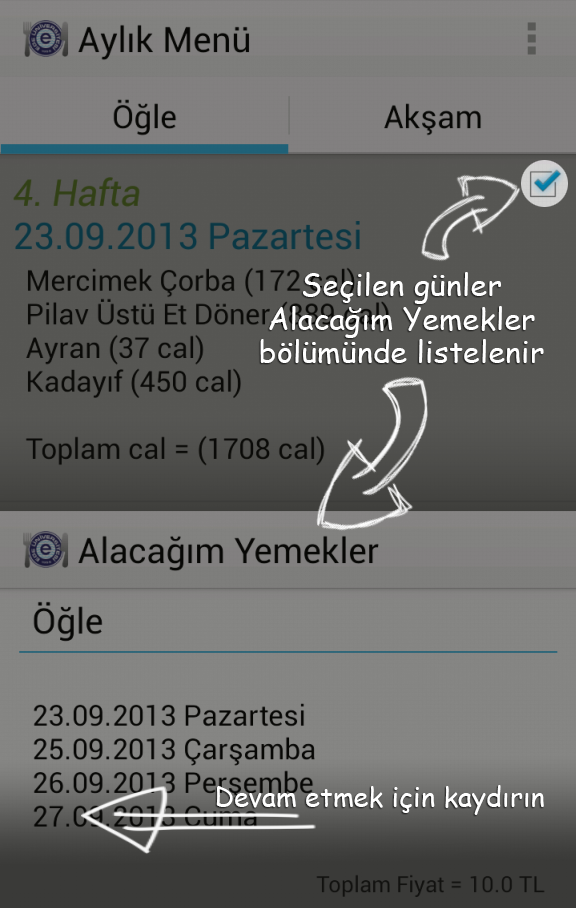 Aylık Menü
Öğle
Akşam
4. Hafta
23.09.2013 Pazartesi
Mercimek Çorba (172 cal)
Pilav Üstü Et Döner cal)
Ayran (37 cal)
Kadayıf (450 cal)
Toplam cal = (1708 cal)
Seçilen günler
Alacağım Yemekler
bölümünde listelenir
Alacağım Yemekler
Öğle
23.09.2013 Pazartesi
25.09.2013 Çarşamba
26.09.2013 Perşembe
27.09.2013 Cuma
Devam etmek için kaydırın
Toplam Fiyat = 10.0 TL